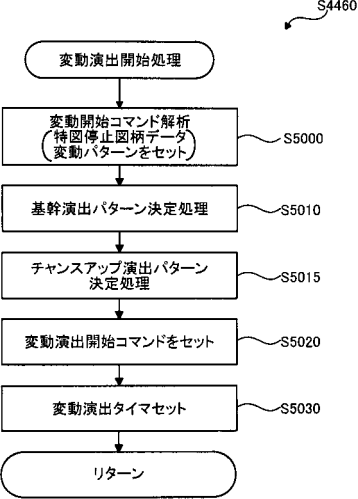 S4460
変動演出開始処理
変動開始コマンド解析
(特図停止図柄データ
変動パターンをセット)
S5000
基幹演出パターン決定処理
S5010
チャンスアップ演出パターン
決定処理
S5015
変動演出開始コマンドをセット
S5020
変動演出タイマセット
S5030
リターン